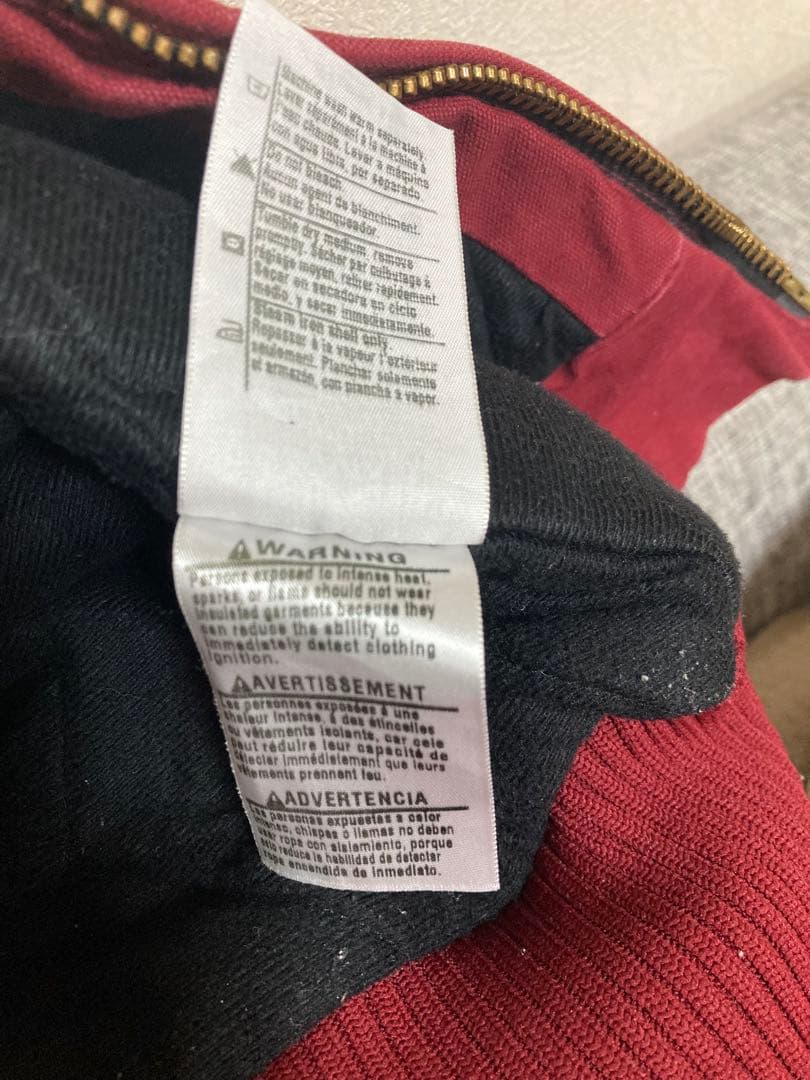 Machine wash warm separately
Laver séparément à la machine à
l'eau chaude. Lavar a máquina
con agua tibia, por separado.
Do not bleach.
Aucun agent de blanchiment.
No usar blanqueador.
Tumble dry medium, remove
promptly. Sécher par culbutage à
réglage moyen, retirer rapidement.
Secar en secadora en ciclo
medio, y secar inmediatamente.
Steam iron shell only.
Repasser à la vapeur l'extérieur
seulement. Planchar solamente
el armazón, con plancha a vapor.
WARNING
Persons exposed to intense heat,
sparks, or flame should not wear
insulated garments because they
can reduce the ability to
immediately detect clothing
ignition.
AVERTISSEMENT
Les personnes exposées à une
chaleur intense, à des étincelles
ou vêtements isolants, car cela
peut réduire leur capacité de
détecter immédiatement que leurs
vêtements prennent feu.
ADVERTENCIA
Las personas expuestas a calor
intenso, chispas o llamas no deben
usar ropa con aislamiento, porque
esto reduce la habilidad de detectar
ropa encendida de inmediato.